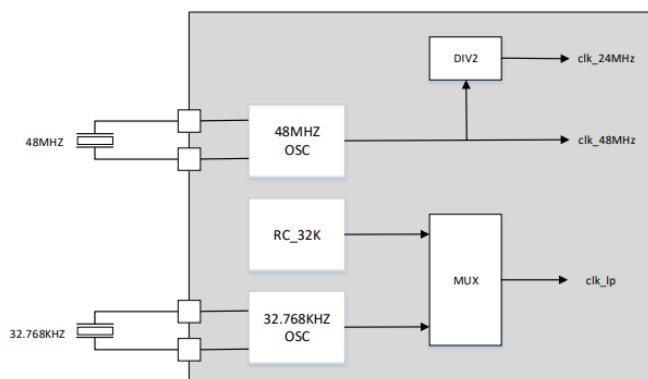 DIV2
clk_24MHz
48MHZ
48MHZ
OSC
clk_48MHz
RC_32K
MUX
clk_lp
32.768KHZ
32.768KHZ
OSC